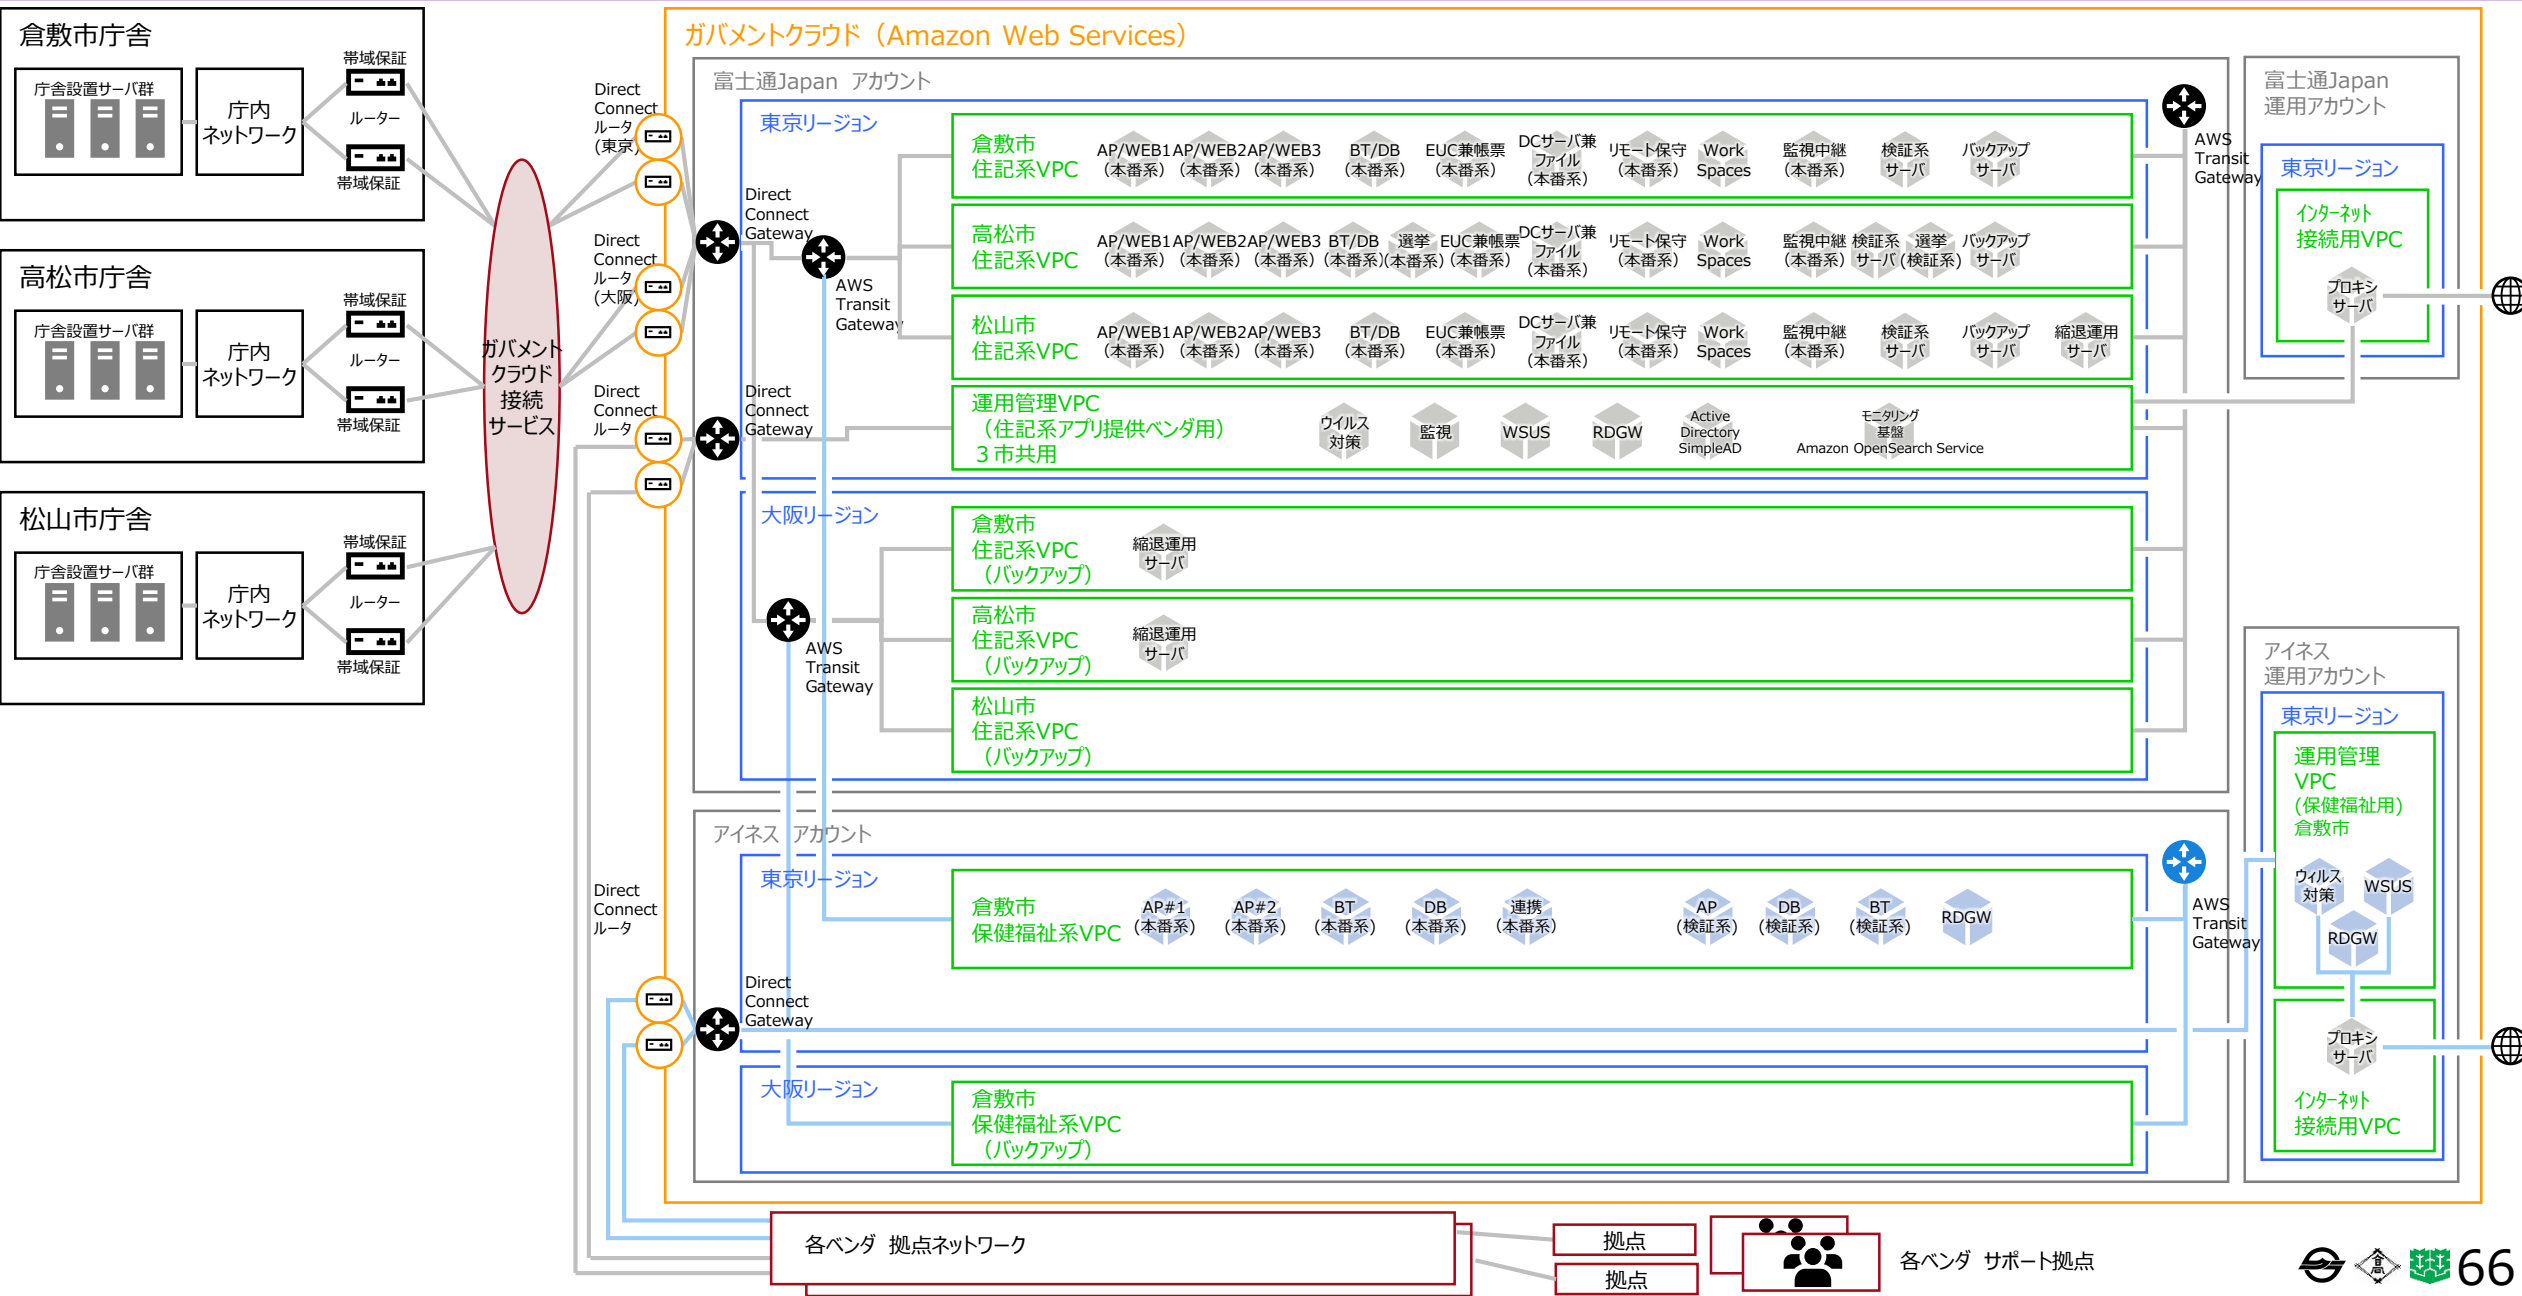 ガバメントクラウド（Amazon Web Services）
倉敷市庁舎
庁舎設置サーバ群
庁内
ネットワーク
帯域保証
ルーター
帯域保証
高松市庁舎
庁舎設置サーバ群
庁内
ネットワーク
帯域保証
ルーター
帯域保証
松山市庁舎
庁舎設置サーバ群
庁内
ネットワーク
帯域保証
ルーター
帯域保証
ガバメント
クラウド
接続
サービス
Direct
Connect
ルータ
(東京)
Direct
Connect
ルータ
(大阪)
Direct
Connect
ルータ
Direct
Connect
ルータ
富士通Japan アカウント
東京リージョン
Direct
Connect
Gateway
AWS
Transit
Gateway
Direct
Connect
Gateway
倉敷市
住記系VPC
AP/WEB1
(本番系)
AP/WEB2
(本番系)
AP/WEB3
(本番系)
BT/DB
(本番系)
EUC兼帳票
(本番系)
DCサーバ兼
ファイル
(本番系)
リモート保守
(本番系)
Work
Spaces
監視中継
(本番系)
検証系
サーバ
バックアップ
サーバ
高松市
住記系VPC
AP/WEB1
(本番系)
AP/WEB2
(本番系)
AP/WEB3
(本番系)
BT/DB
(本番系)
選挙
(本番系)
EUC兼帳票
(本番系)
DCサーバ兼
ファイル
(本番系)
リモート保守
(本番系)
Work
Spaces
監視中継
(本番系)
検証系
サーバ
選挙
(検証系)
バックアップ
サーバ
松山市
住記系VPC
AP/WEB1
(本番系)
AP/WEB2
(本番系)
AP/WEB3
(本番系)
BT/DB
(本番系)
EUC兼帳票
(本番系)
DCサーバ兼
ファイル
(本番系)
リモート保守
(本番系)
Work
Spaces
監視中継
(本番系)
検証系
サーバ
バックアップ
サーバ
縮退運用
サーバ
運用管理VPC
（住記系アプリ提供ベンダ用）
３市共用
ウイルス
対策
監視
WSUS
RDGW
Active
Directory
SimpleAD
モニタリング
基盤
Amazon OpenSearch Service
AWS
Transit
Gateway
大阪リージョン
AWS
Transit
Gateway
倉敷市
住記系VPC
（バックアップ）
縮退運用
サーバ
高松市
住記系VPC
（バックアップ）
縮退運用
サーバ
松山市
住記系VPC
（バックアップ）
富士通Japan
運用アカウント
東京リージョン
インターネット
接続用VPC
プロキシ
サーバ
アイネス アカウント
東京リージョン
倉敷市
保健福祉系VPC
AP#1
(本番系)
AP#2
(本番系)
BT
(本番系)
DB
(本番系)
連携
(本番系)
AP
(検証系)
DB
(検証系)
BT
(検証系)
RDGW
AWS
Transit
Gateway
Direct
Connect
Gateway
大阪リージョン
倉敷市
保健福祉系VPC
（バックアップ）
アイネス
運用アカウント
東京リージョン
運用管理
VPC
(保健福祉用)
倉敷市
ウィルス
対策
WSUS
RDGW
プロキシ
サーバ
インターネット
接続用VPC
各ベンダ 拠点ネットワーク
拠点
拠点
各ベンダ サポート拠点
66